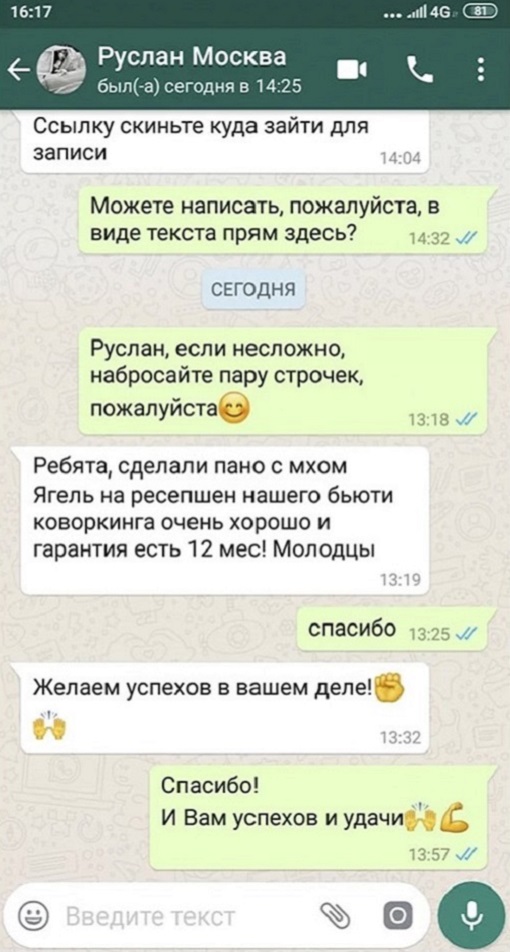 16:17
4G 81
Руслан Москва
был(-а) сегодня в 14:25
Ссылку скиньте куда зайти для
записи
14:04
Можете написать, пожалуйста, в
виде текста прям здесь?
14:32
СЕГОДНЯ
Руслан, если несложно,
набросайте пару строчек,
пожалуйста😊
13:18
Ребята, сделали пано с мхом
Ягель на ресепшен нашего бьюти
коворкинга очень хорошо и
гарантия есть 12 мес! Молодцы
13:19
спасибо 13:25
Желаем успехов в вашем деле!✊
🙌
13:32
Спасибо!
И Вам успехов и удачи🙌💪
13:57
Введите текст